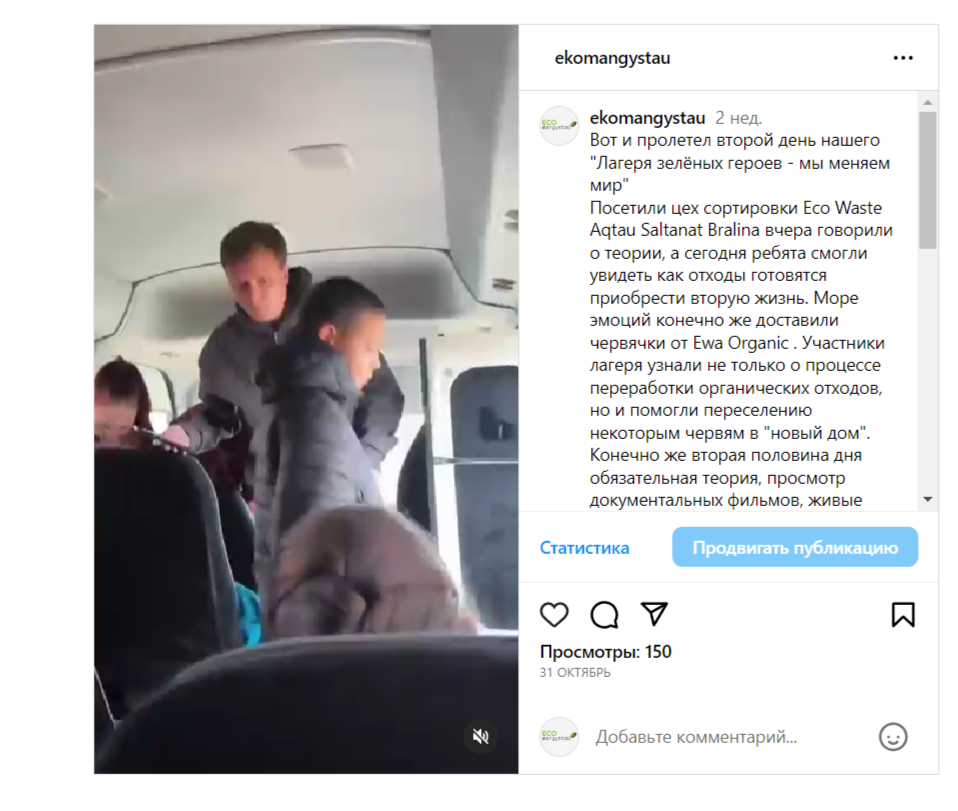 ekomangystau
ekomangystau 2 нед.
Вот и пролетел второй день нашего
"Лагеря зелёных героев - мы меняем
мир"
Посетили цех сортировки Eco Waste
Aqtau Saltanat Bralina вчера говорили
о теории, а сегодня ребята смогли
увидеть как отходы готовятся
приобрести вторую жизнь. Море
эмоций конечно же доставили
червячки от Ewa Organic . Участники
лагеря узнали не только о процессе
переработки органических отходов,
но и помогли переселению
некоторым червям в "новый дом".
Конечно же вторая половина дня
обязательная теория, просмотр
документальных фильмов, живые
Статистика
Продвигать публикацию
Просмотры: 150
31 ОКТЯБРЬ
Добавьте комментарий...